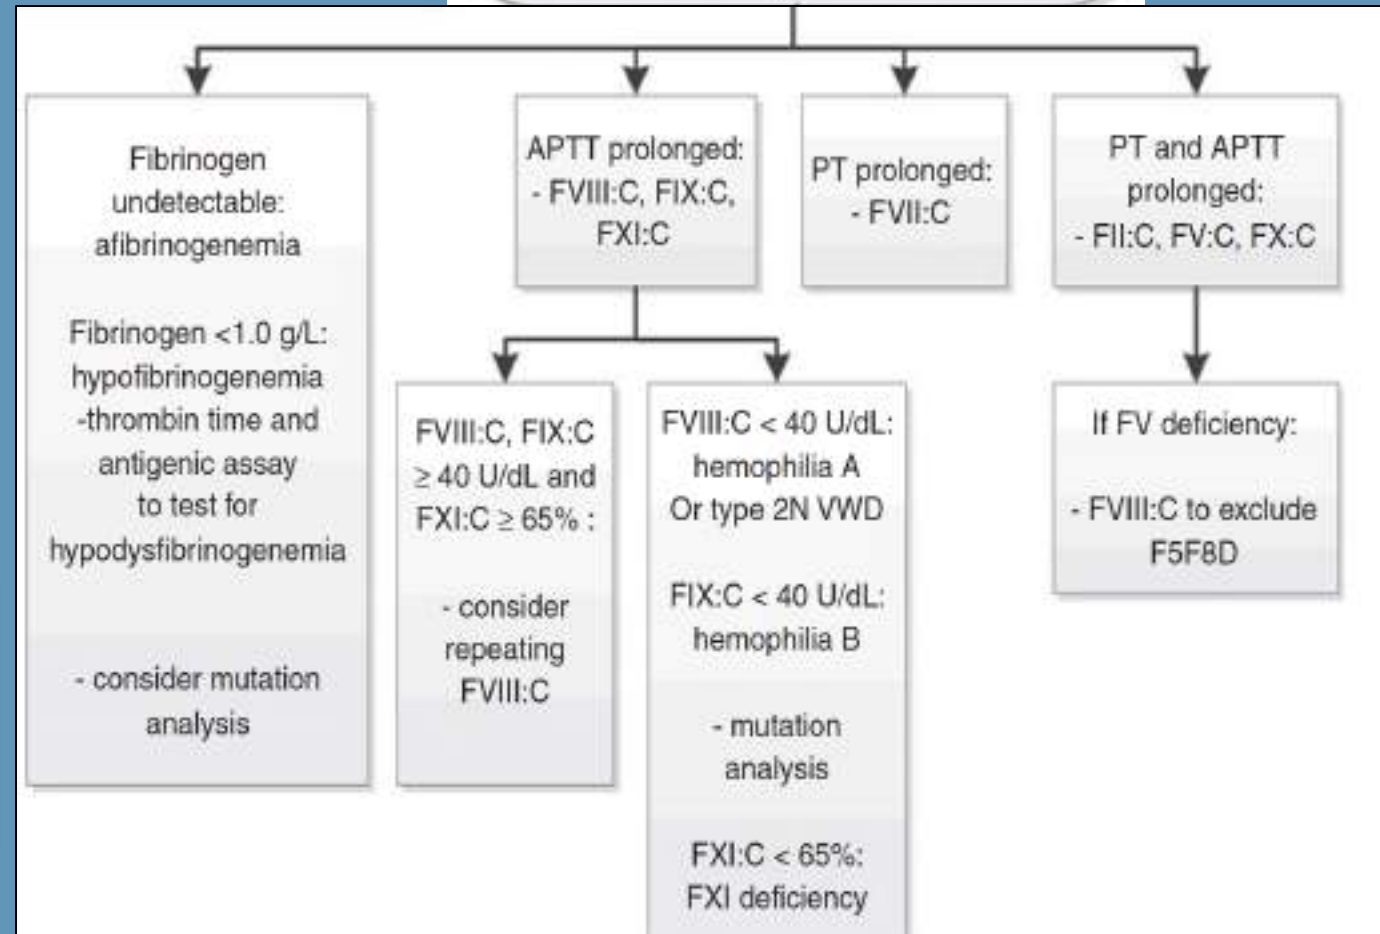 Fibrinogen
undetectable:
afibrinogenemia
Fibrinogen <1.0 g/L:
hypofibrinogenemia
-thrombin time and
antigenic assay
to test for
hypodysfibrinogenemia
- consider mutation
analysis
APTT prolonged:
- FVIII:C, FIX:C,
FXI:C
PT prolonged:
- FVII:C
PT and APTT
prolonged:
- FII:C, FV:C, FX:C
FVIII:C, FIX:C
≥ 40 U/dL and
FXI:C ≥ 65% :
- consider
repeating
FVIII:C
FVIII:C < 40 U/dL:
hemophilia A
Or type 2N VWD
FIX:C < 40 U/dL:
hemophilia B
- mutation
analysis
FXI:C < 65%:
FXI deficiency
If FV deficiency:
- FVIII:C to exclude
F5F8D